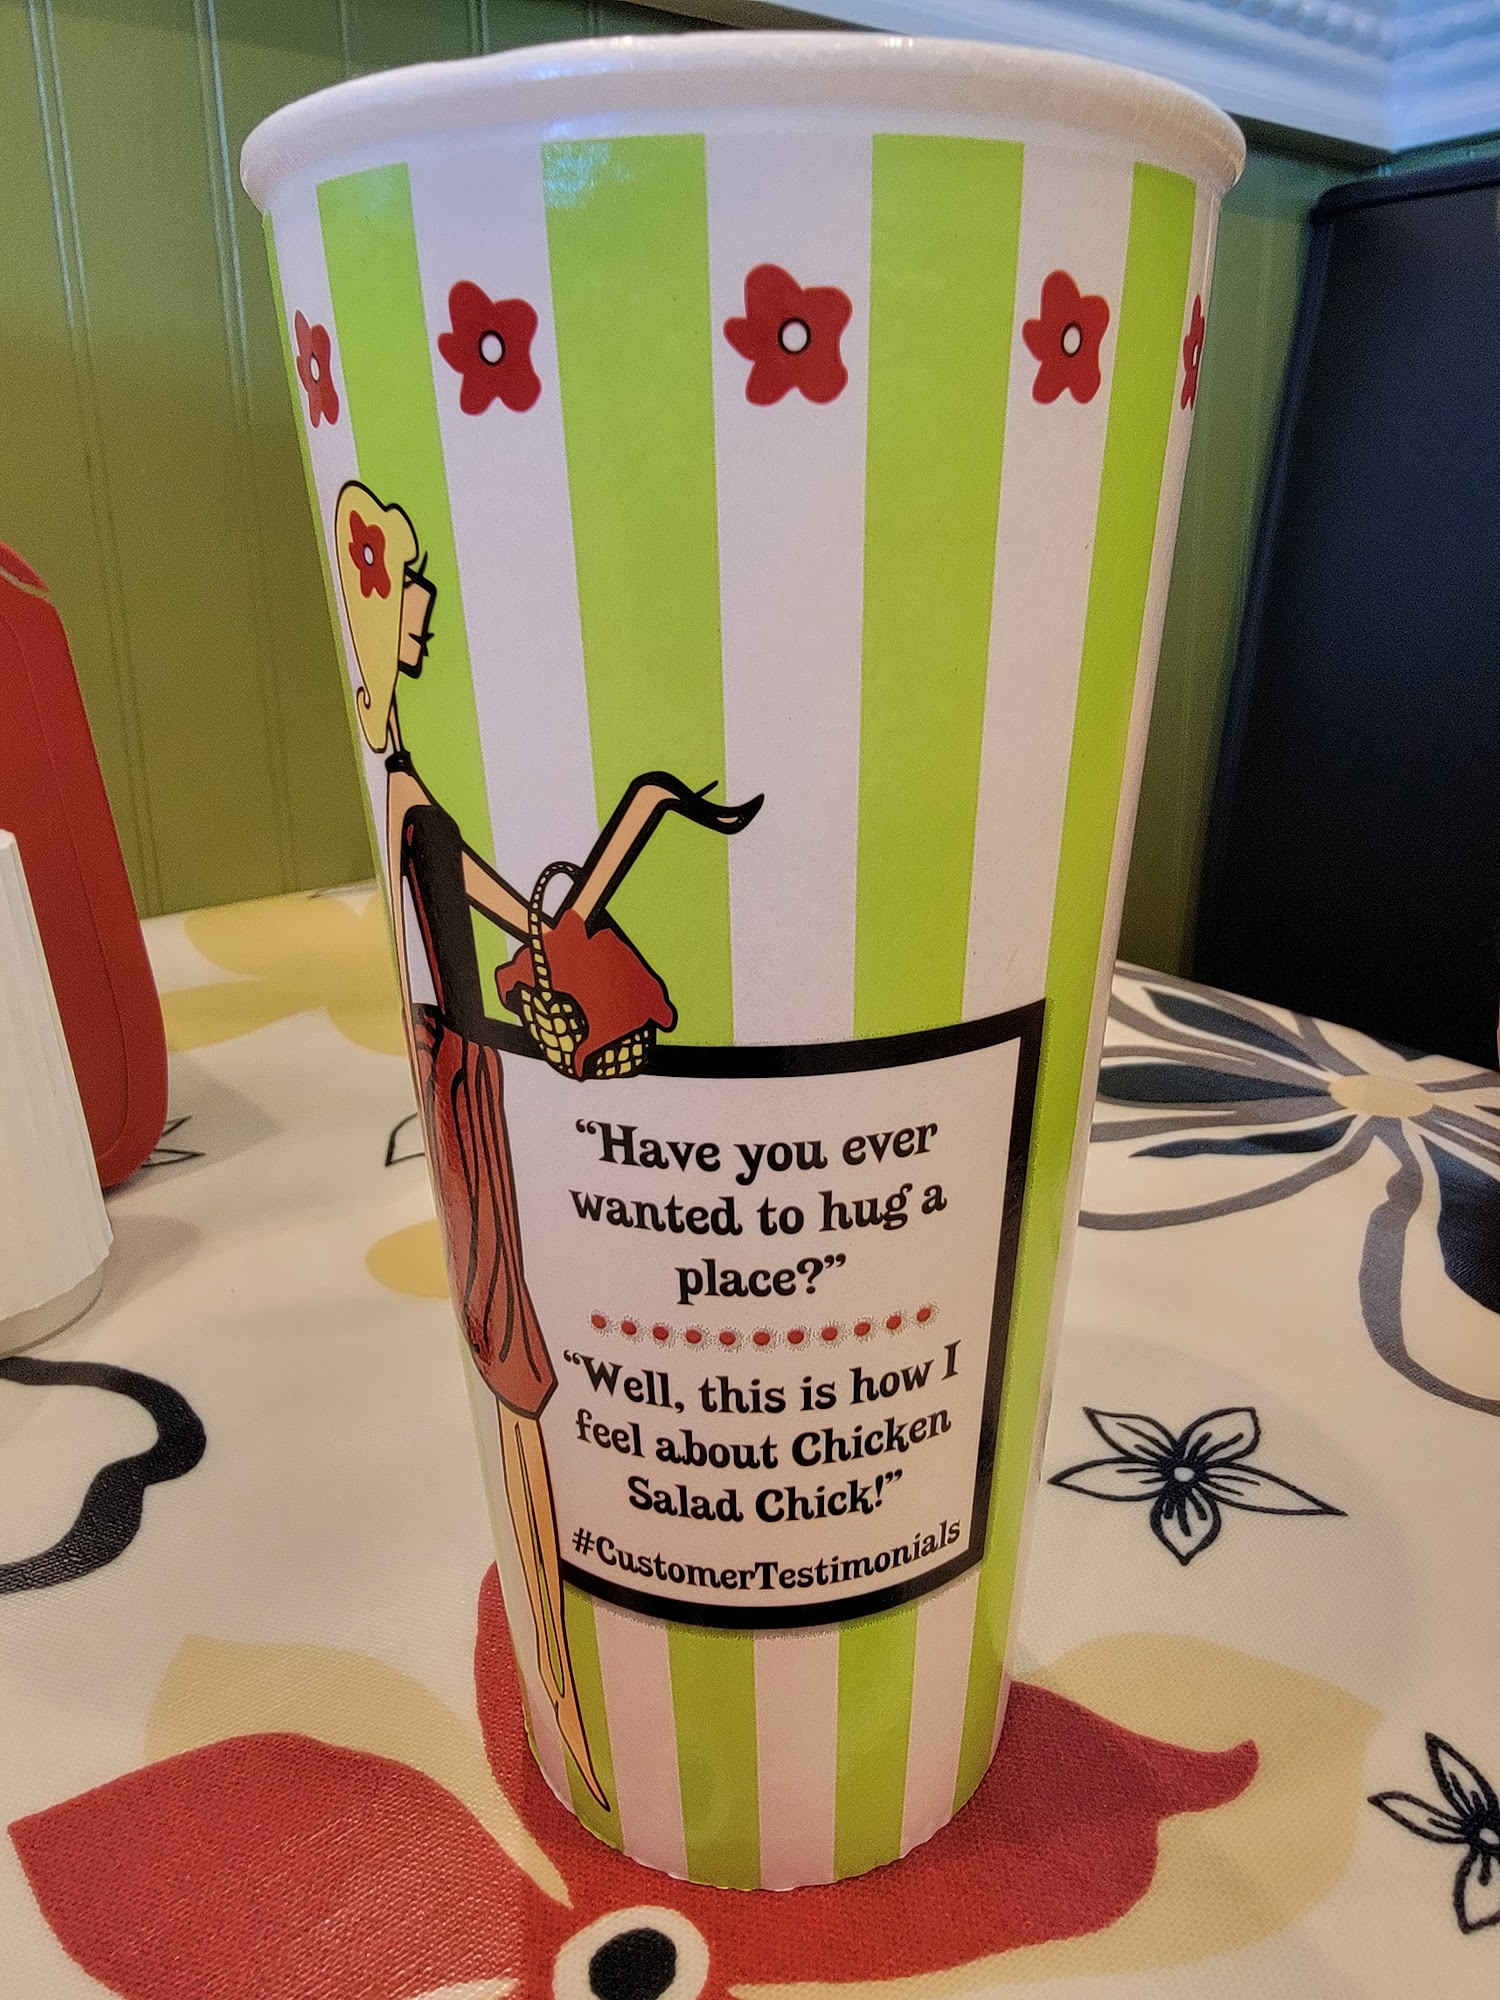 “Have you ever
wanted to hug a
place?”
“Well, this is how I
feel about Chicken
Salad Chick!”
#CustomerTestimonials